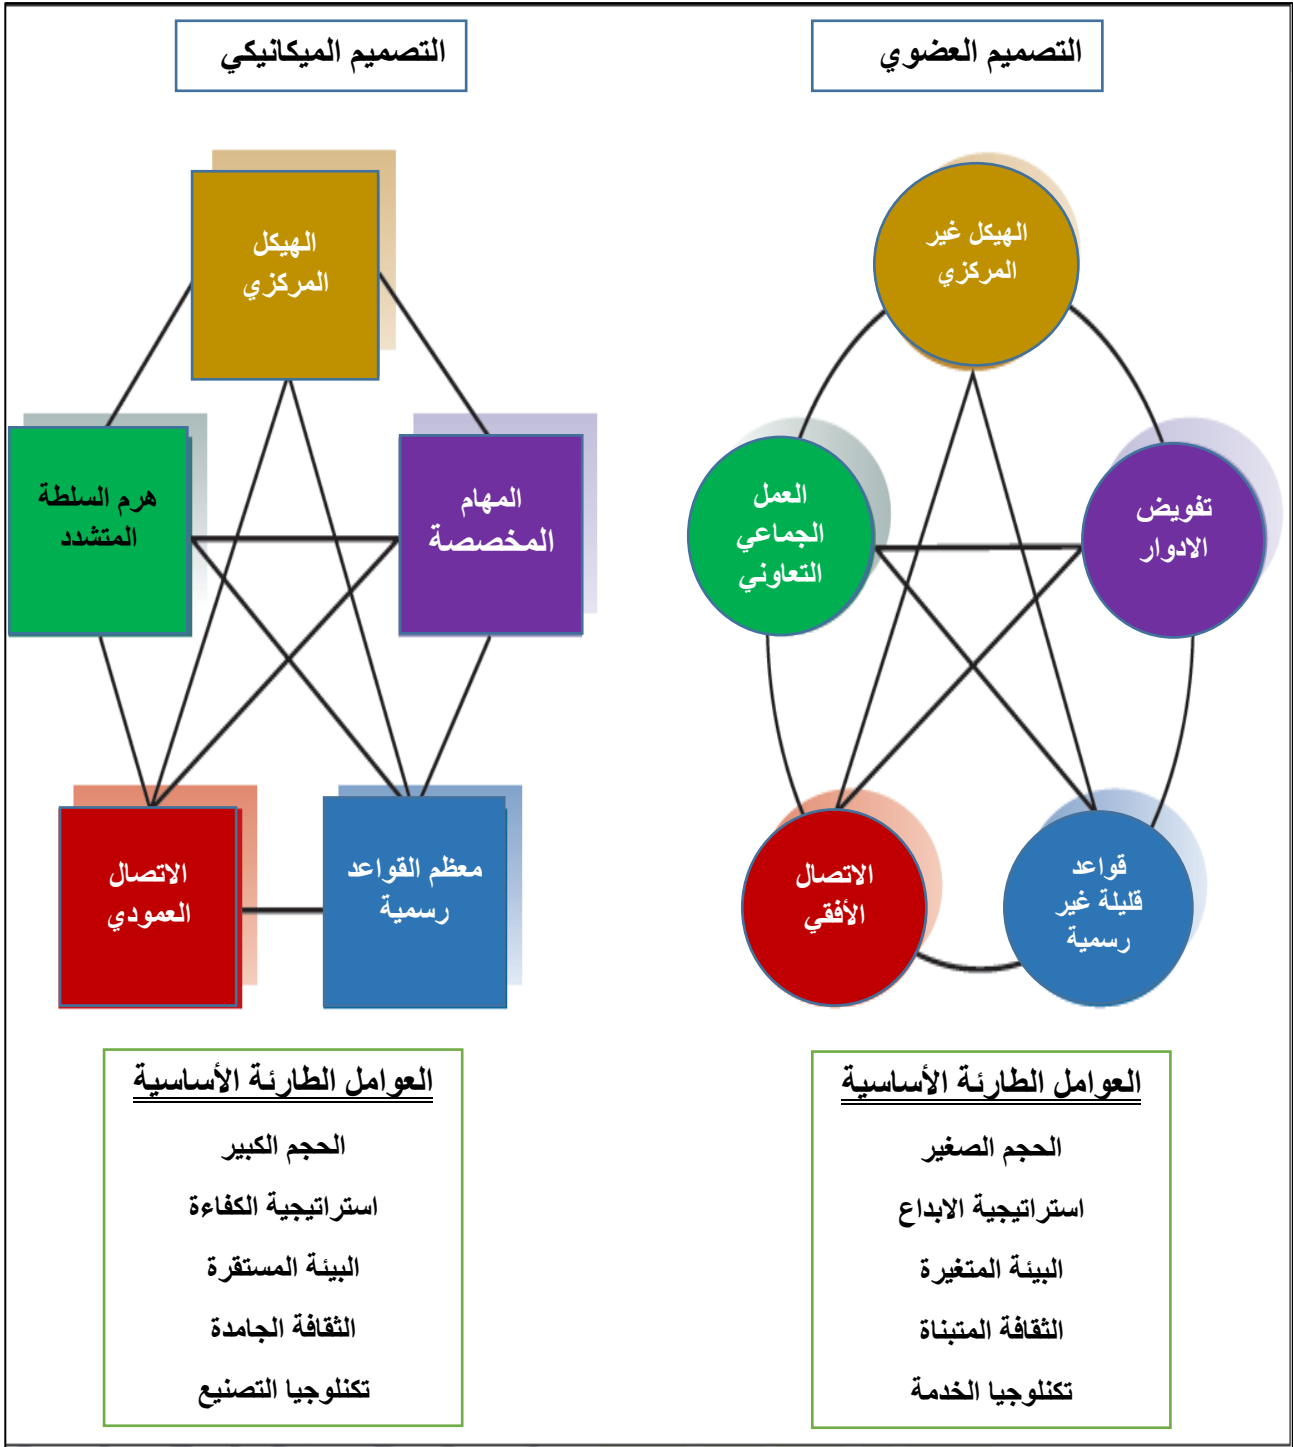 التصميم العضوي
الهيكل غير
المركزي
تفويض
الادوار
العمل
الجماعي
التعاوني
قواعد
قليلة غير
رسمية
الاتصال
الأفقي
العوامل الطارئة الأساسية
الحجم الصغير
استراتيجية الابداع
البيئة المتغيرة
الثقافة المتبناة
تكنلوجيا الخدمة
التصميم الميكانيكي
الهيكل
المركزي
المهام
المخصصة
هرم السلطة
المتشدد
معظم القواعد
رسمية
الاتصال
العمودي
العوامل الطارئة الأساسية
الحجم الكبير
استراتيجية الكفاءة
البيئة المستقرة
الثقافة الجامدة
تكنلوجيا التصنيع